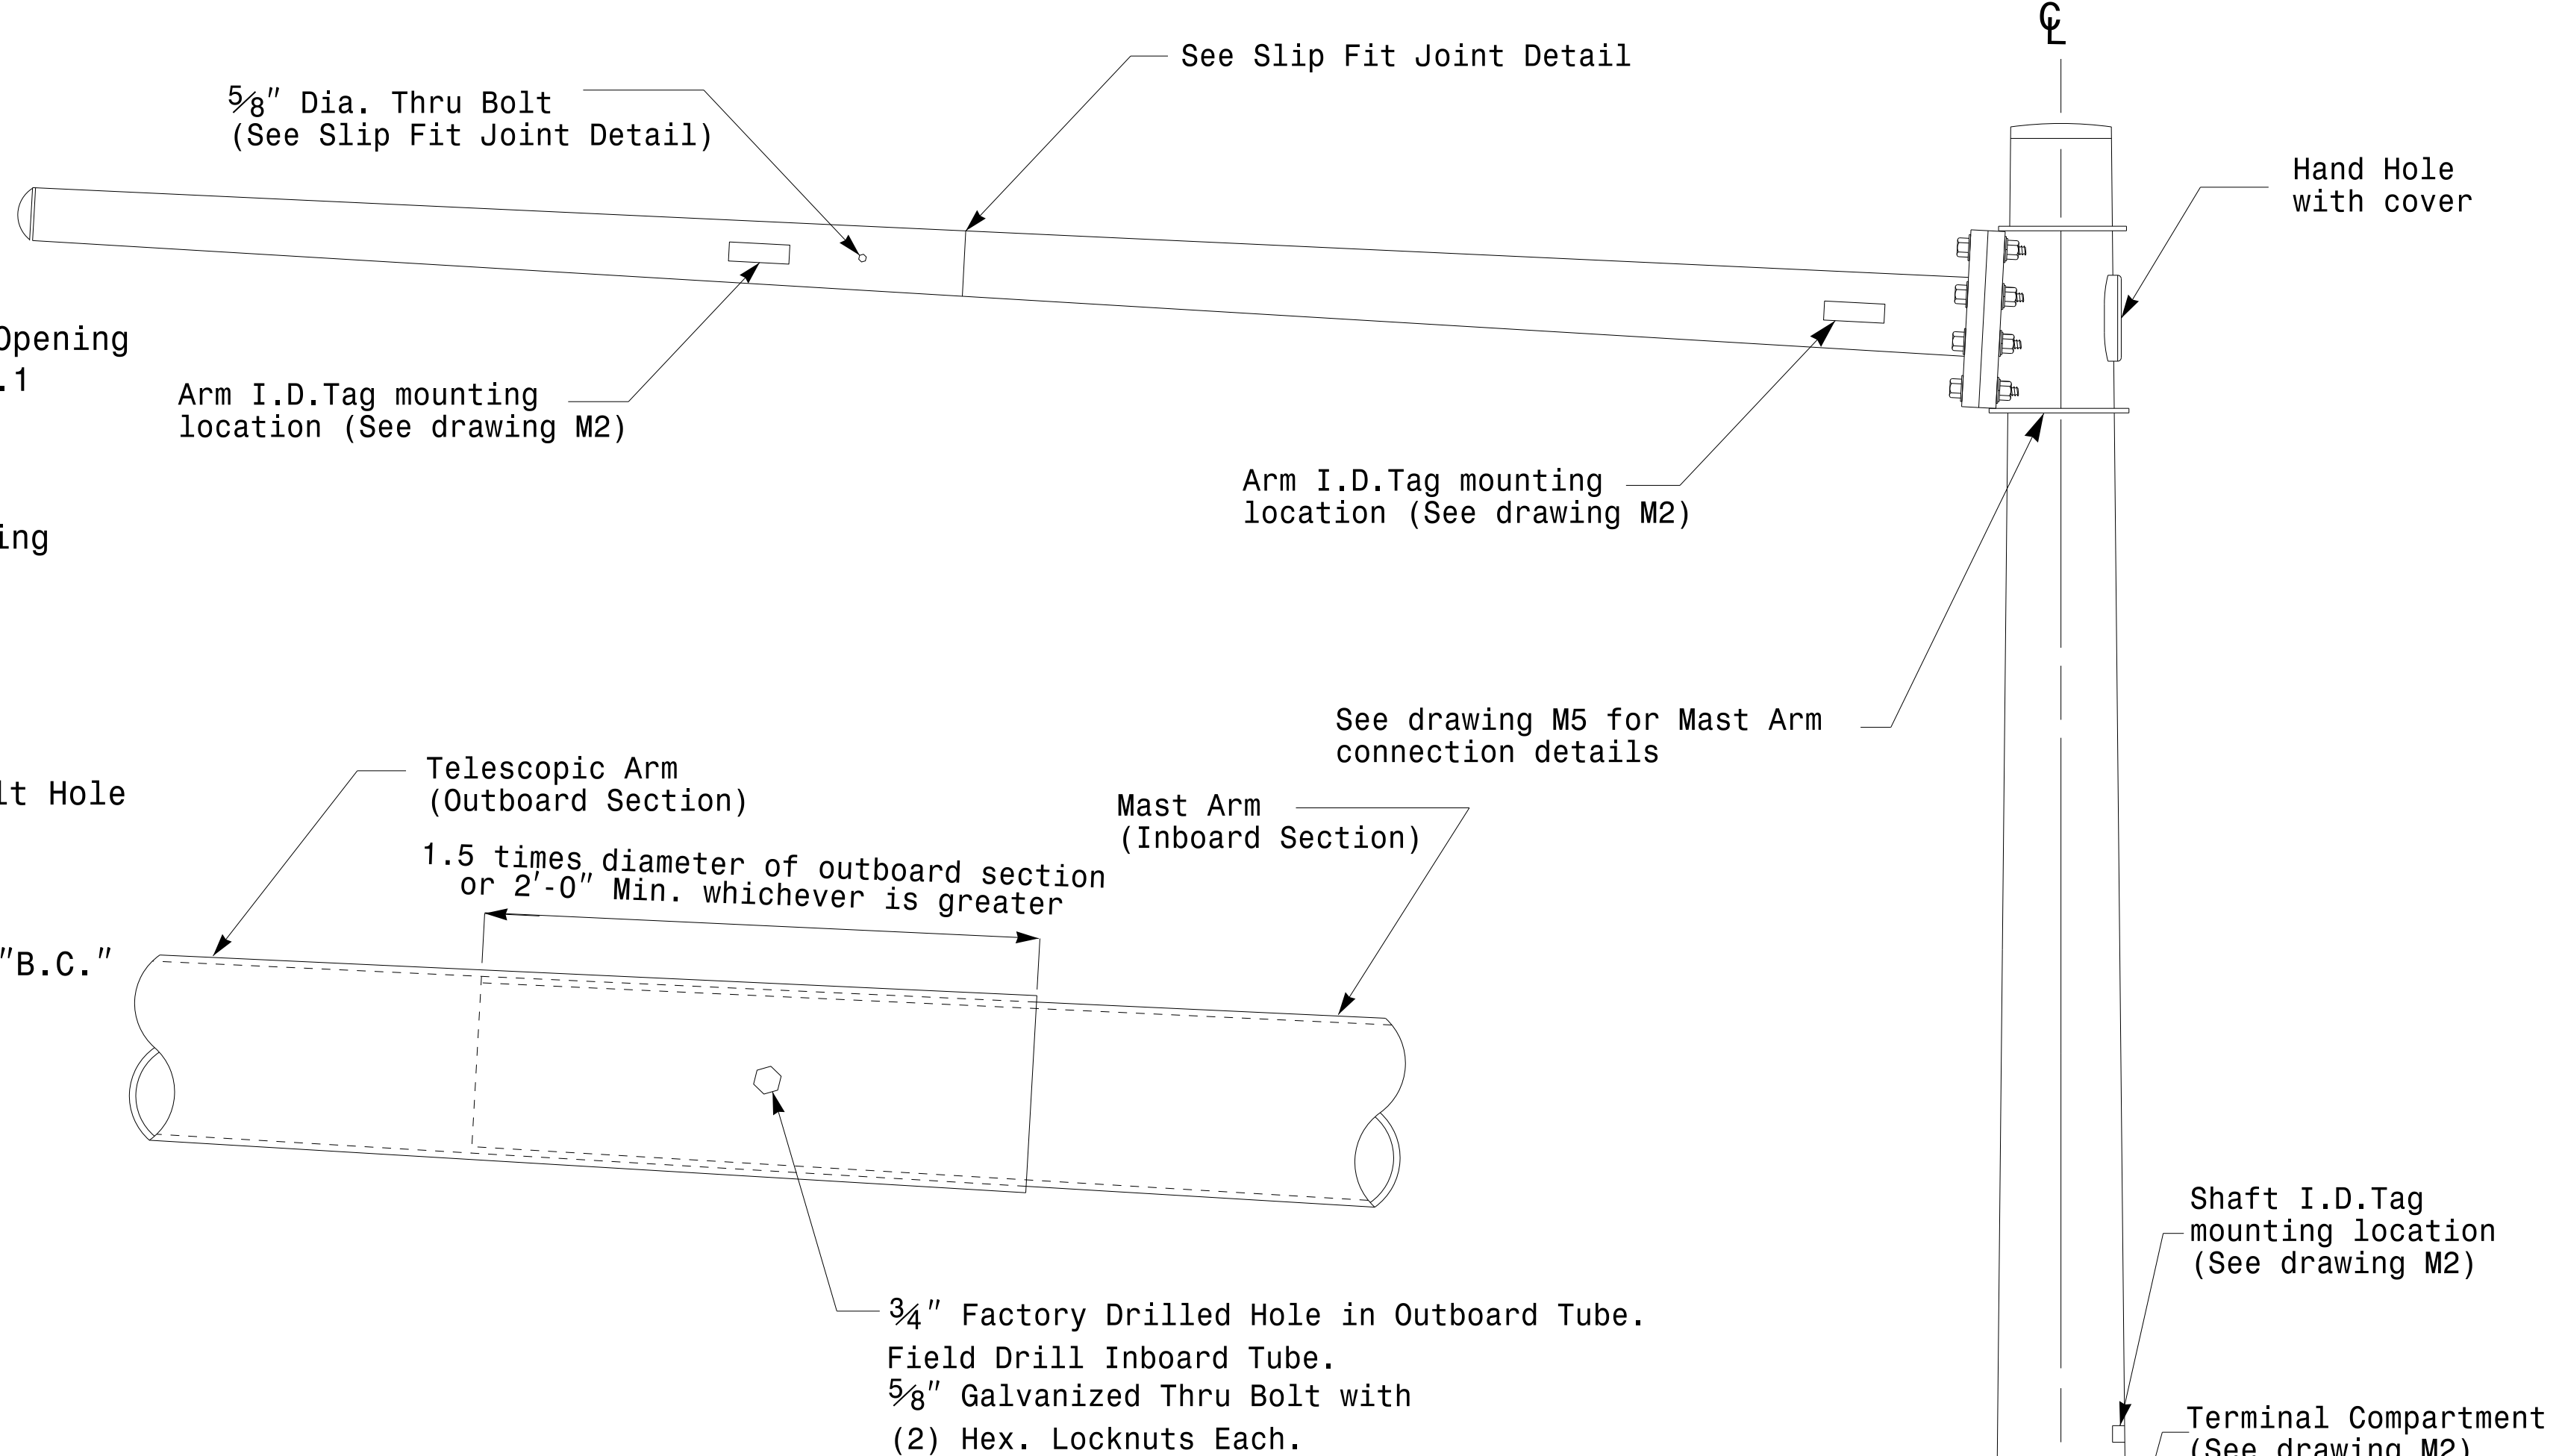 ℄
See Slip Fit Joint Detail
5/8" Dia. Thru Bolt
(See Slip Fit Joint Detail)
Hand Hole
with cover
Opening
.1
Arm I.D.Tag mounting
location (See drawing M2)
Arm I.D.Tag mounting
location (See drawing M2)
ing
See drawing M5 for Mast Arm
connection details
Telescopic Arm
(Outboard Section)
lt Hole
Mast Arm
(Inboard Section)
1.5 times diameter of outboard section
or 2'-0" Min. whichever is greater
"B.C."
Shaft I.D.Tag
mounting location
(See drawing M2)
3/4" Factory Drilled Hole in Outboard Tube.
Field Drill Inboard Tube.
5/8" Galvanized Thru Bolt with
(2) Hex. Locknuts Each.
Terminal Compartment
(See drawing M2)